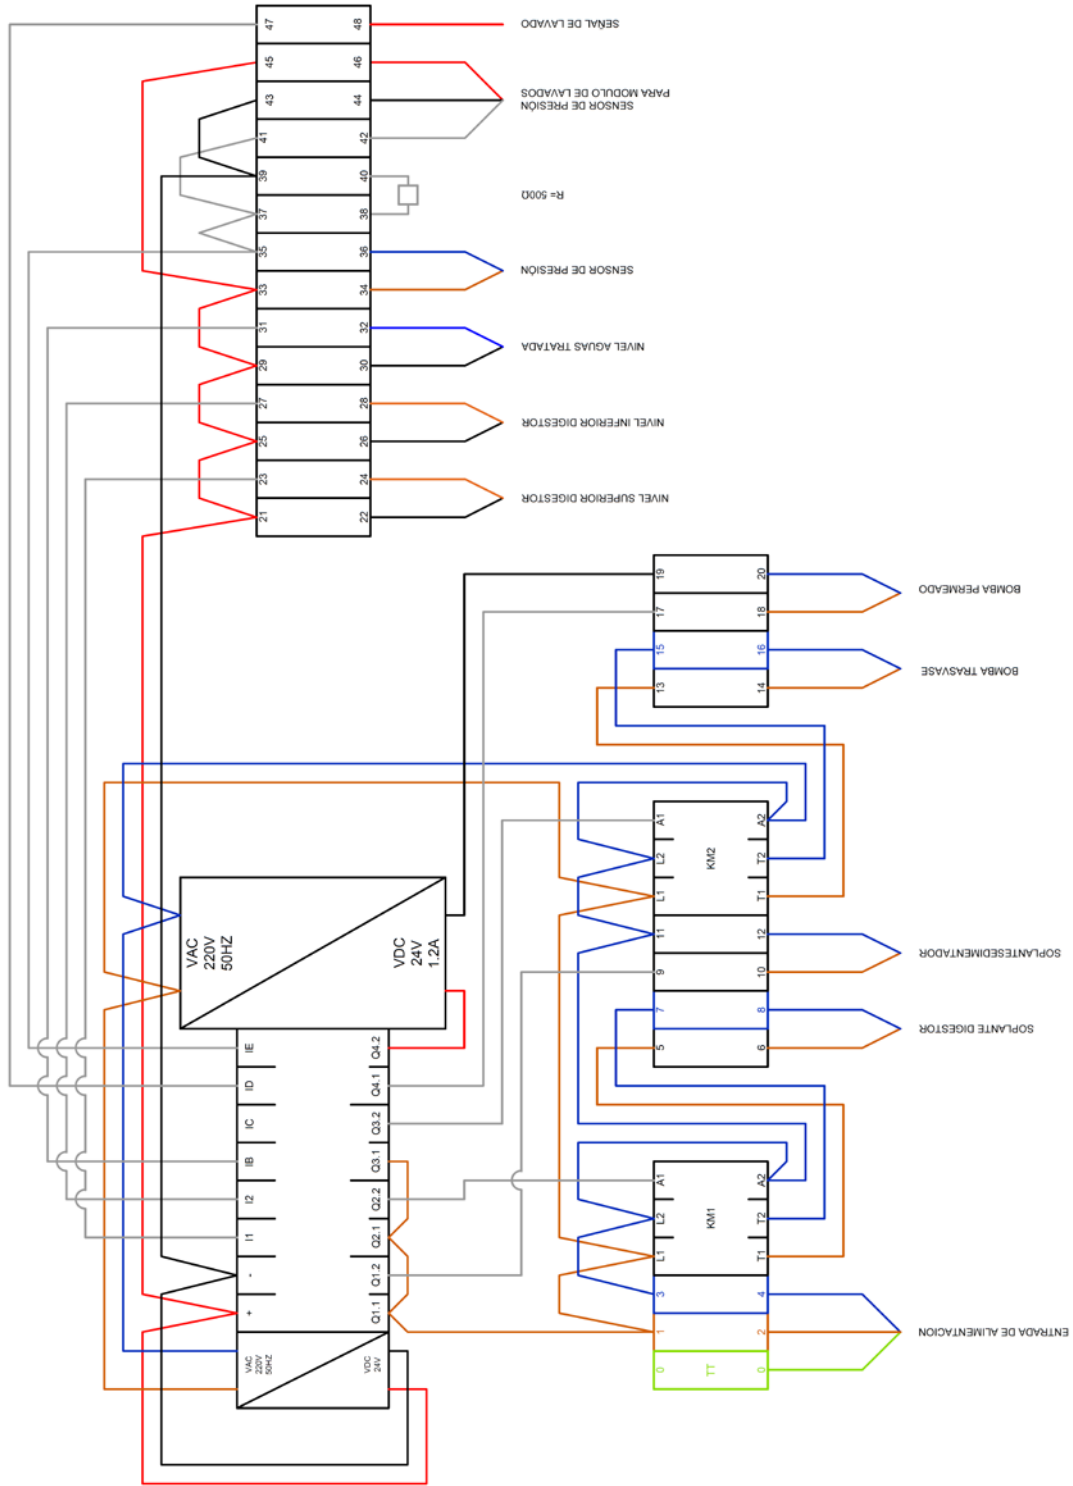 47
48
SEÑAL DE LAVADO
45
46
43
44
SENSOR DE PRESIÓN
PARA MODULO DE LAVADOS
41
42
39
40
R= 500Ω
37
38
35
36
SENSOR DE PRESIÓN
33
34
31
32
NIVEL AGUAS TRATADA
29
30
27
28
NIVEL INFERIOR DIGESTOR
25
26
23
24
NIVEL SUPERIOR DIGESTOR
21
22
19
20
BOMBA PERMEADO
17
18
15
16
BOMBA TRASVASE
13
14
A1
A2
L2
KM2
T2
L1
T1
11
12
SOPLANTESEDIMENTADOR
9
10
7
8
SOPLANTE DIGESTOR
5
6
VAC
220V
50HZ
VDC
24V
1.2A
IE
Q4.2
ID
Q4.1
IC
Q3.2
IB
Q3.1
I2
Q2.2
I1
Q2.1
-
Q1.2
+
Q1.1
VAC
220V
50HZ
VDC
24V
A1
A2
L2
KM1
T2
L1
T1
3
4
1
2
ENTRADA DE ALIMENTACION
0
TT
0